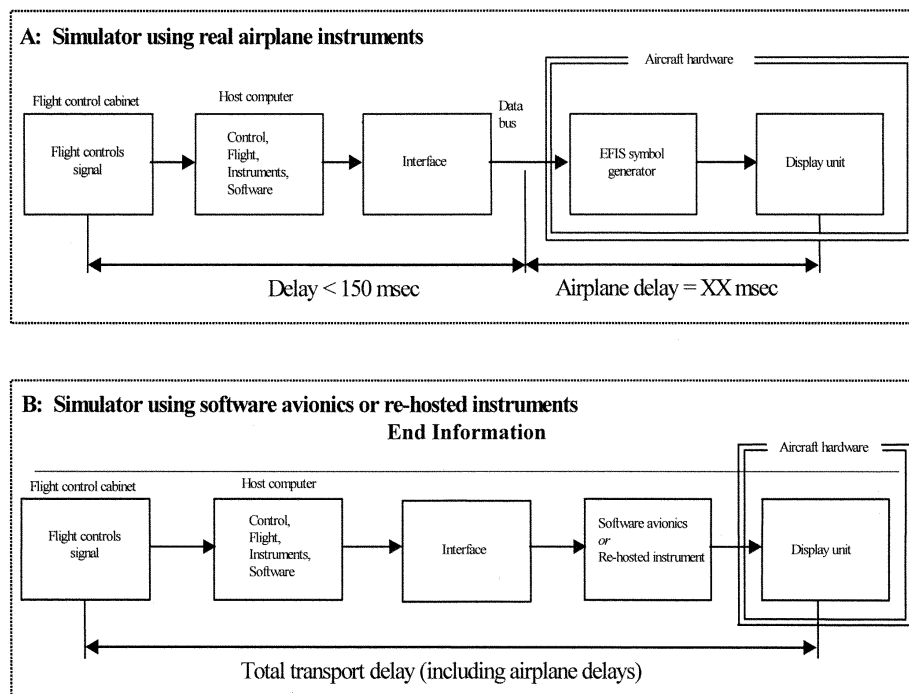 A: Simulator using real airplane instruments
Aircraft hardware
Flight control cabinet
Host computer
Data
bus
Flight controls
signal
Control,
Flight,
Instruments,
Software
Interface
EFIS symbol
generator
Display unit
Delay < 150 msec
Airplane delay = XX msec
B: Simulator using software avionics or re-hosted instruments
End Information
Aircraft hardware
Flight control cabinet
Host computer
Flight controls
signal
Control,
Flight,
Instruments,
Software
Interface
Software avionics
or
Re-hosted instrument
Display unit
Total transport delay (including airplane delays)